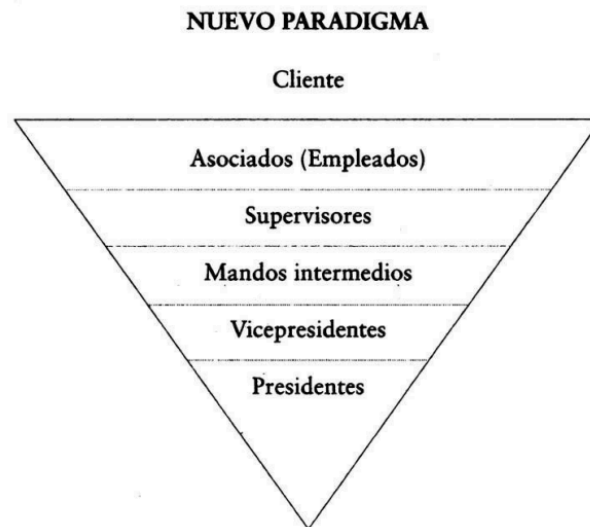 NUEVO PARADIGMA
Cliente
Asociados (Empleados)
Supervisores
Mandos intermedios
Vicepresidentes
Presidentes